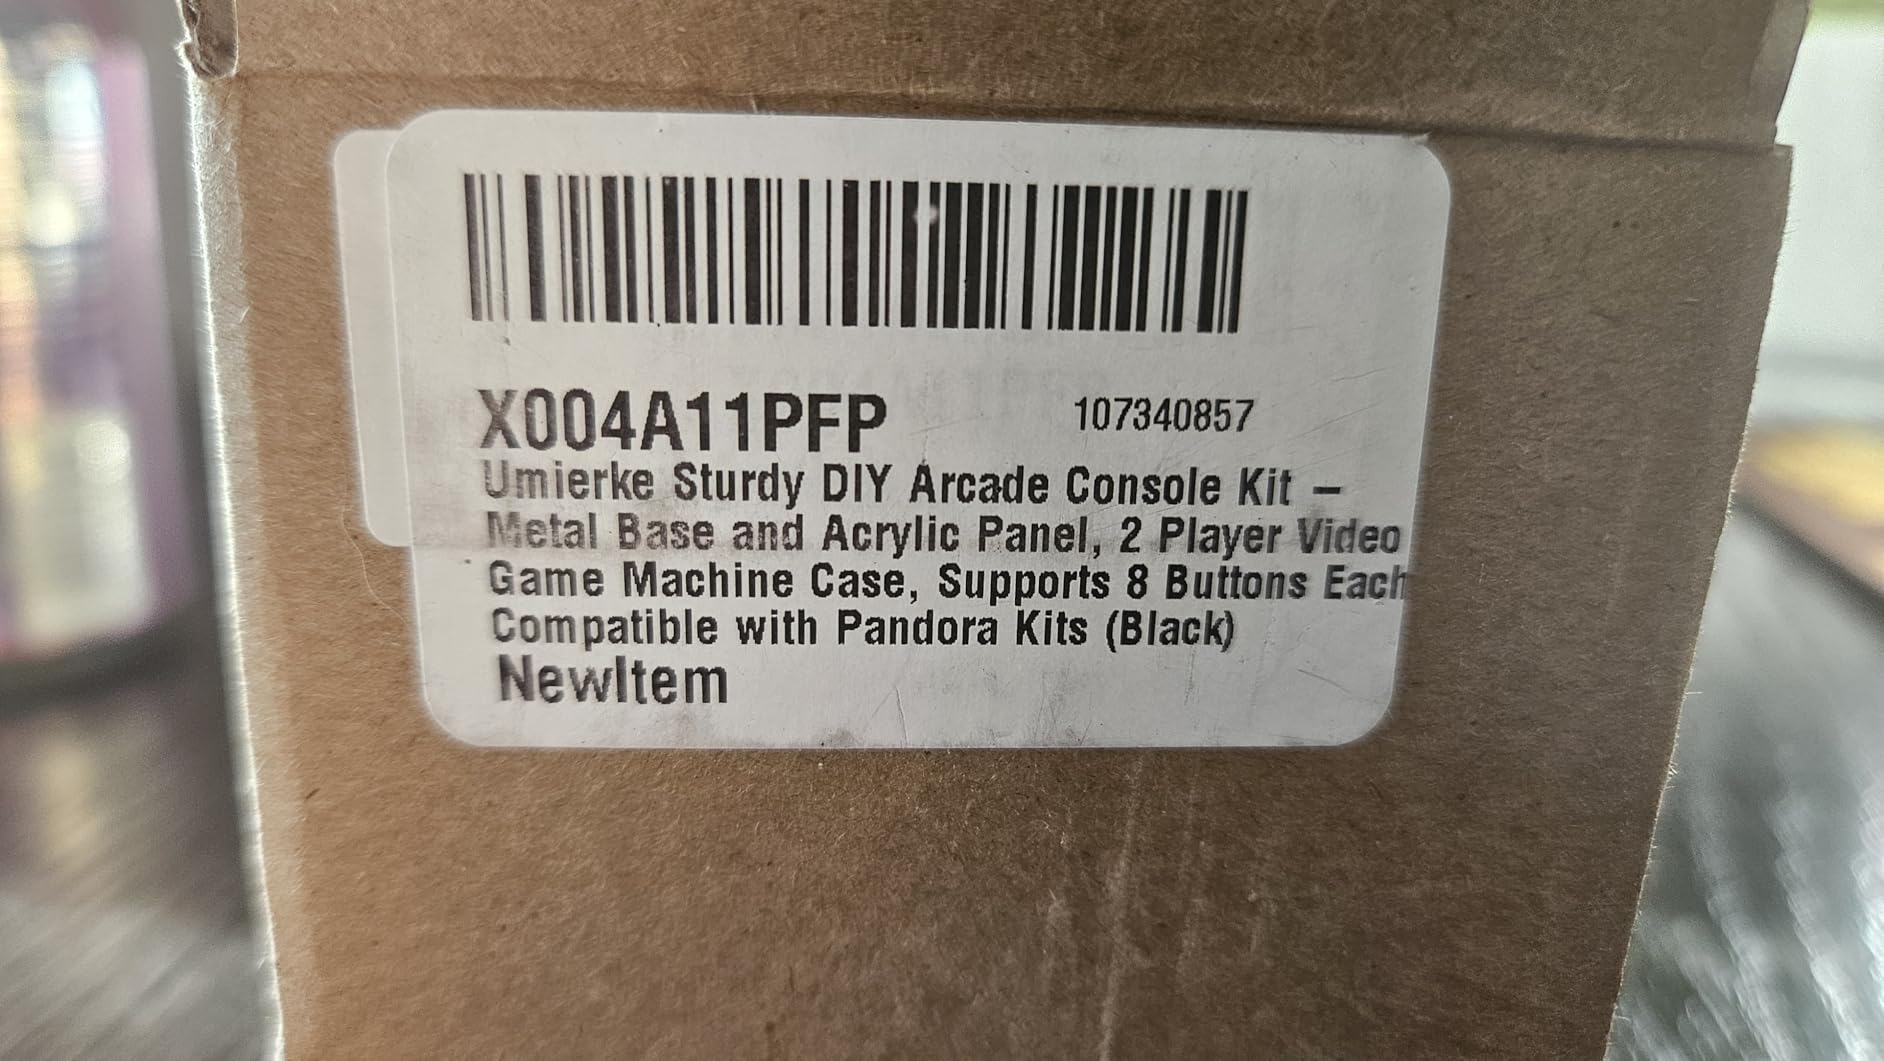 X004A11PFP 107340857
Umierke Sturdy DIY Arcade Console Kit –
Metal Base and Acrylic Panel, 2 Player Video
Game Machine Case, Supports 8 Buttons Each
Compatible with Pandora Kits (Black)
NewItem